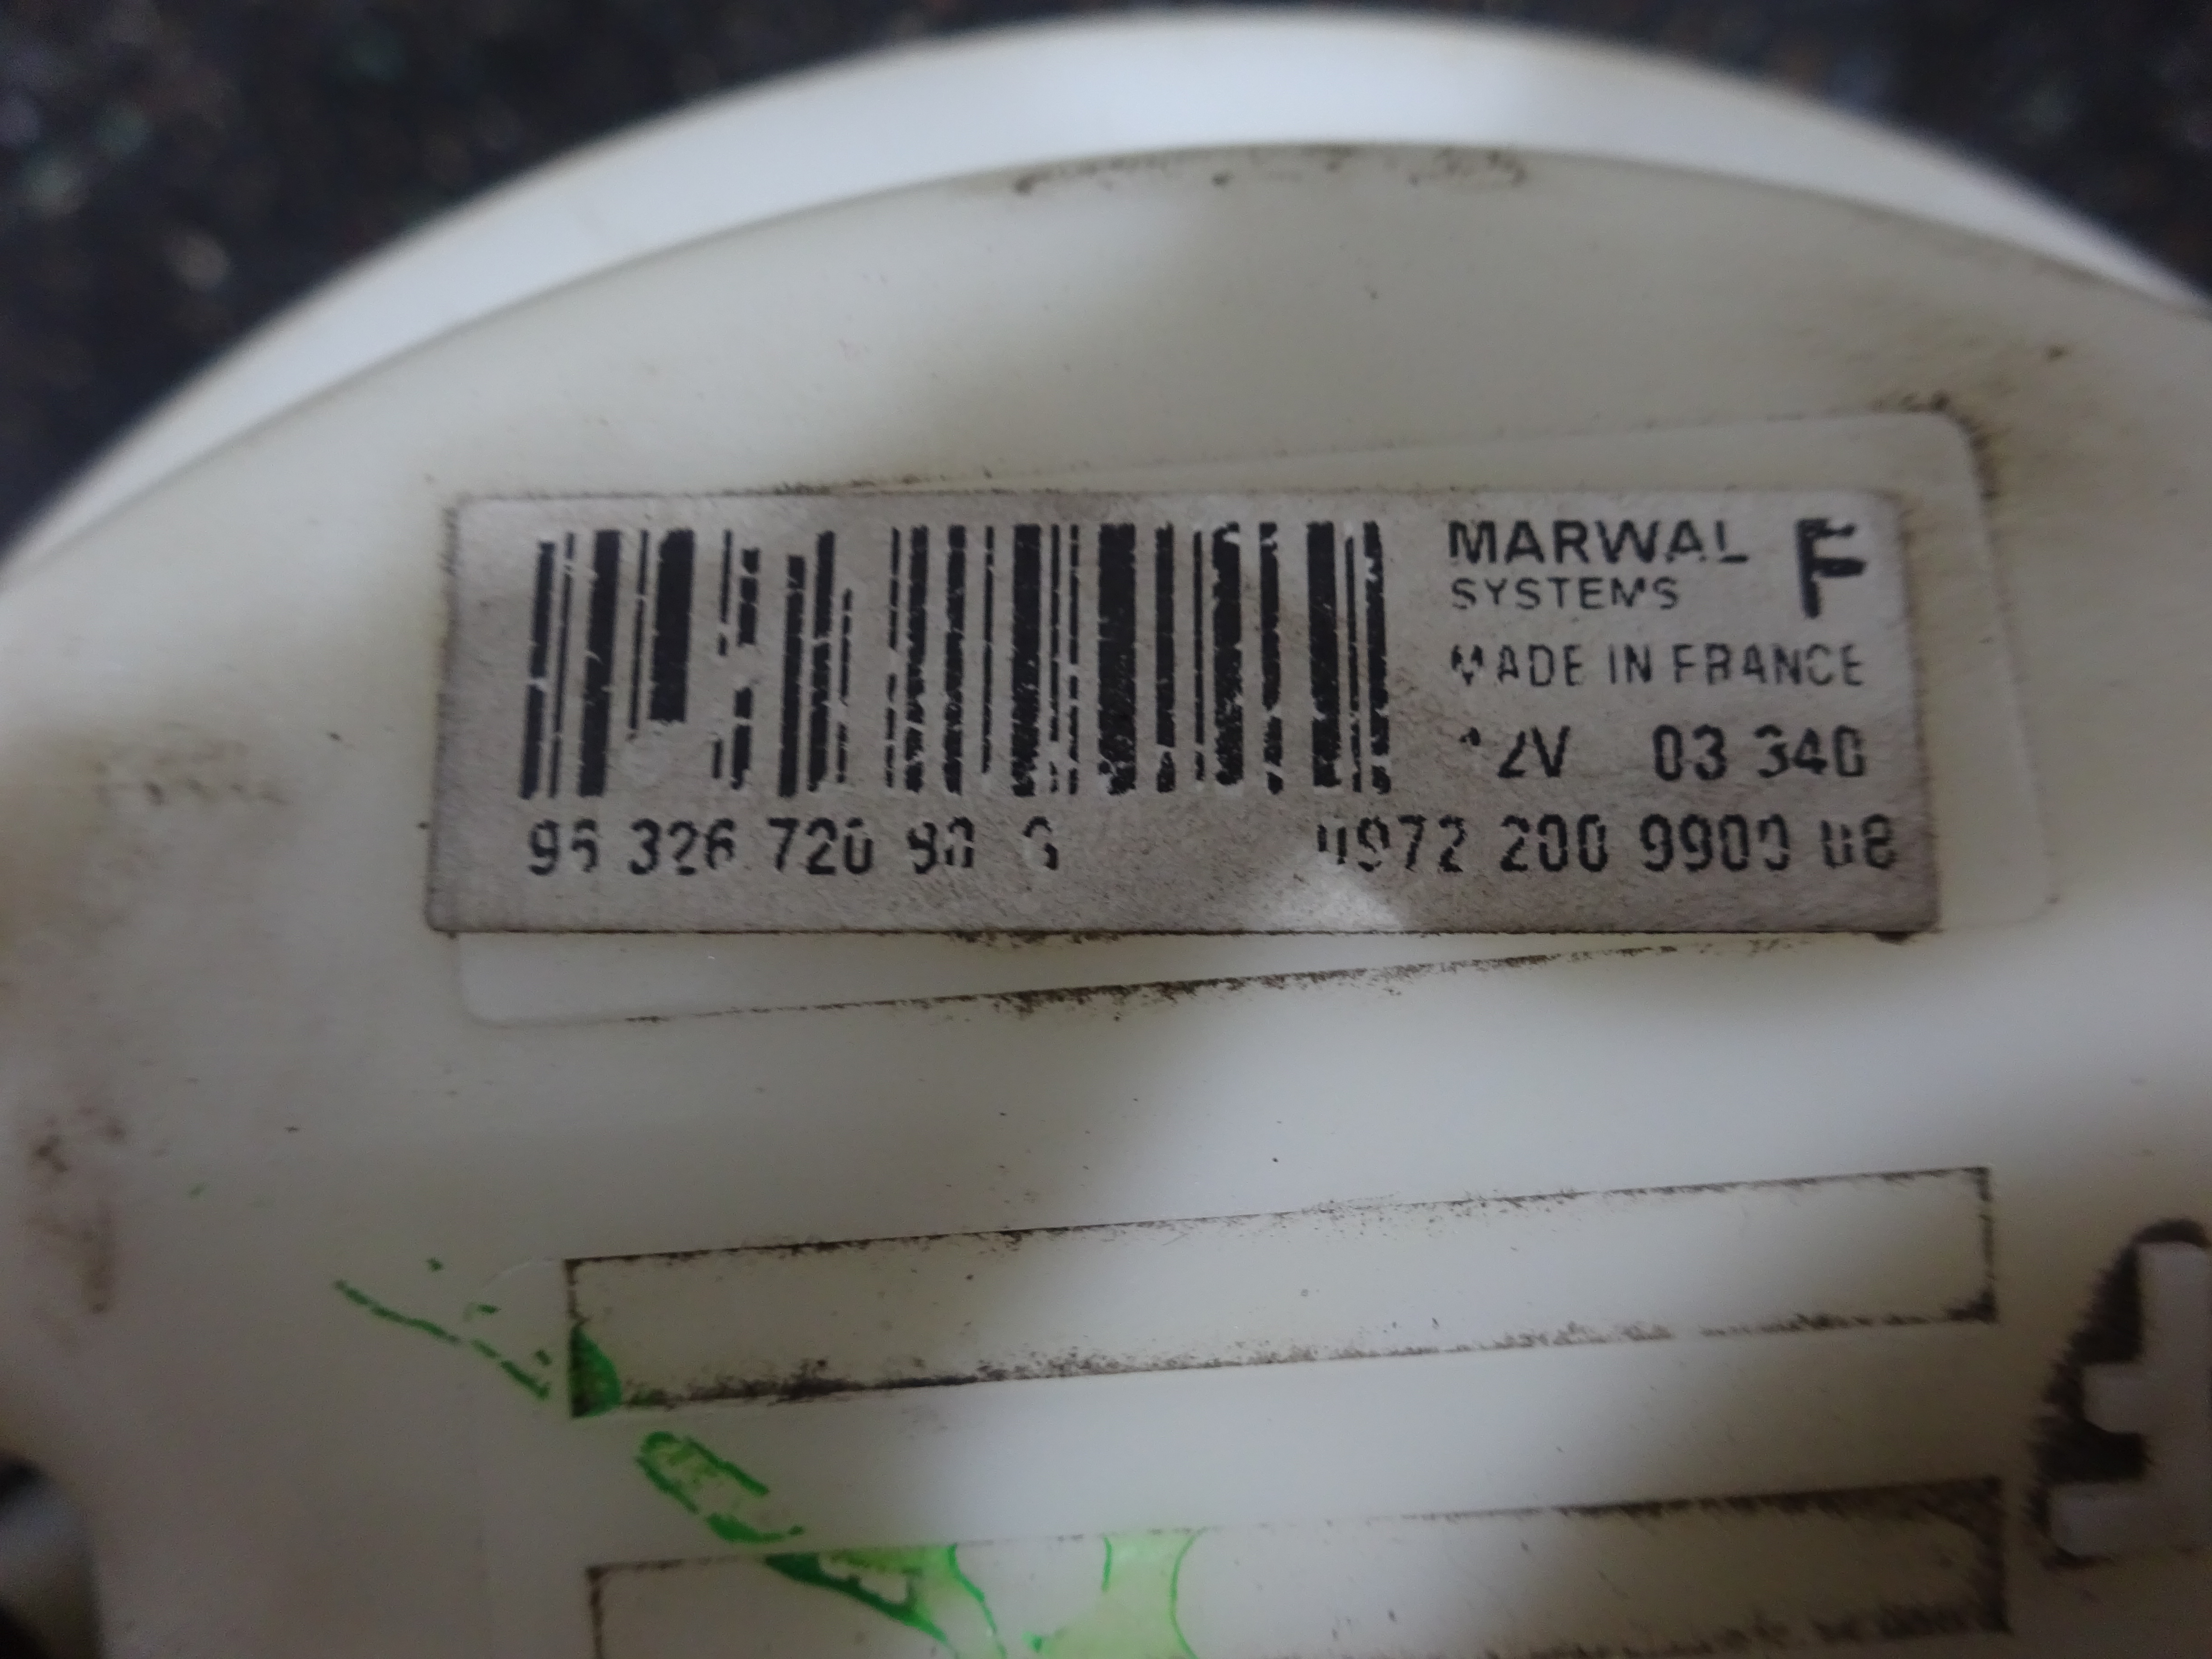 MARWAL F
SYSTEMS
MADE IN FRANCE
12V 03 340
96 326 720 80 0972 200 9900 08